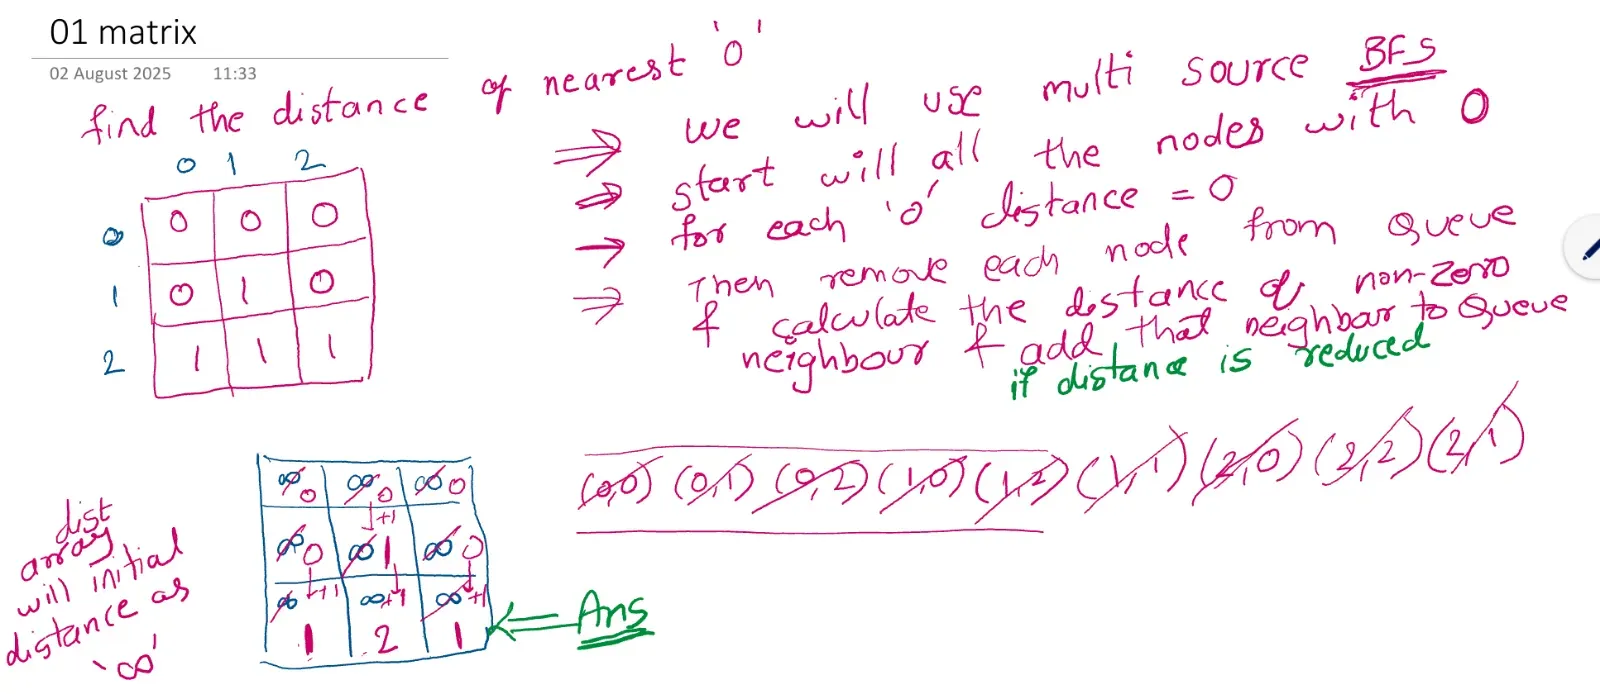 01 matrix
02 August 2025 11:33
find the distance of nearest '0'
0 1 2
0 0 0 0
1 0 1 0
2 1 1 1
⇒ we will use multi source BFS
⇒ start will all the nodes with 0
→ for each '0' distance = 0
⇒ Then remove each node from Queue
& calculate the distance of non-zero
neighbour & add that neighbour to Queue
if distance is reduced
(0,0) (0,1) (0,2) (1,0) (1,2) (1,1) (2,0) (2,2) (2,1)
dist
array
will initial
distance as
'∞'
∞ 0 ∞ 0 ∞ 0
+1
∞ 0 ∞ 1 ∞ 0
∞ +1 ∞ +1 ∞ +1
1 2 1
Ans